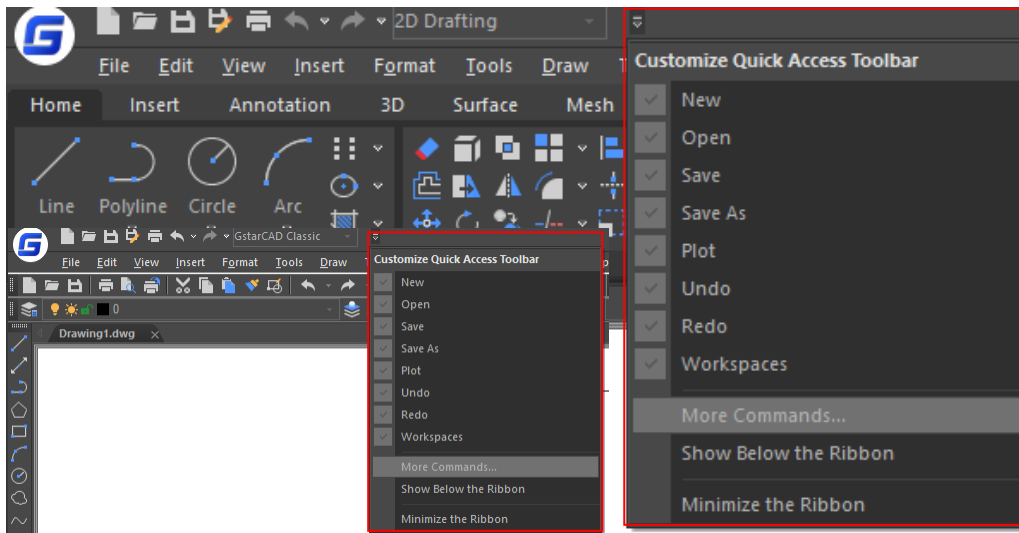 2D Drafting
File Edit View Insert Format Tools Draw
Home Insert Annotation 3D Surface Mesh
Line Polyline Circle Arc
Customize Quick Access Toolbar
New
Open
Save
Save As
Plot
Undo
Redo
Workspaces
More Commands...
Show Below the Ribbon
Minimize the Ribbon
GstarCAD Classic
File Edit View Insert Format Tools Draw
0
Drawing1.dwg
Customize Quick Access Toolbar
New
Open
Save
Save As
Plot
Undo
Redo
Workspaces
More Commands...
Show Below the Ribbon
Minimize the Ribbon